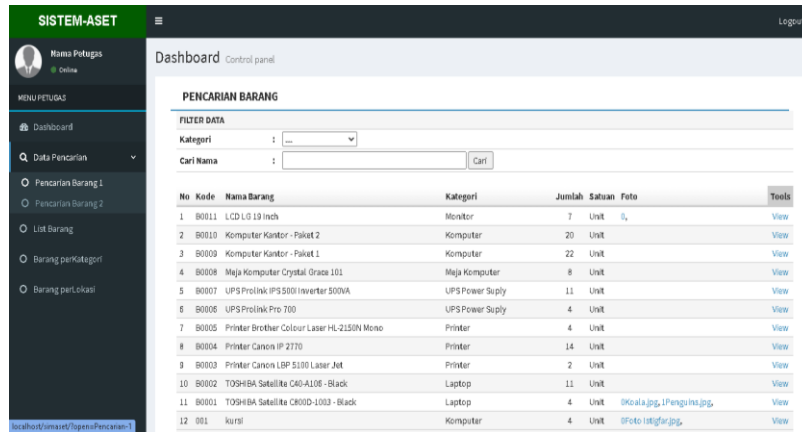 SISTEM-ASET
Logou
Nama Petugas
Online
Dashboard Control panel
MENU PETUGAS
Dashboard
Data Pencarian
Pencarian Barang 1
Pencarian Barang 2
List Barang
Barang perKategori
Barang perLokasi
PENCARIAN BARANG
FILTER DATA
Kategori : ....
Cari Nama : Cari
No Kode Nama Barang Kategori Jumlah Satuan Foto Tools
1 B0011 LCD LG 19 Inch Monitor 7 Unit 0, View
2 B0010 Komputer Kantor - Paket 2 Komputer 20 Unit View
3 B0009 Komputer Kantor - Paket 1 Komputer 22 Unit View
4 B0008 Meja Komputer Crystal Grace 101 Meja Komputer 8 Unit View
5 B0007 UPS Prolink IPS 500i Inverter 500VA UPS Power Suply 11 Unit View
6 B0006 UPS Prolink Pro 700 UPS Power Suply 4 Unit View
7 B0005 Printer Brother Colour Laser HL-2150N Mono Printer 4 Unit View
8 B0004 Printer Canon IP 2770 Printer 14 Unit View
9 B0003 Printer Canon LBP 5100 Laser Jet Printer 2 Unit View
10 B0002 TOSHIBA Satellite C40-A106 - Black Laptop 11 Unit View
11 B0001 TOSHIBA Satellite C800D-1003 - Black Laptop 4 Unit 0Koala.jpg, 1Penguins.jpg, View
12 001 kursi Komputer 4 Unit 0Foto Istigfar.jpg, View
localhost/simaset/?open=Pencarian-1